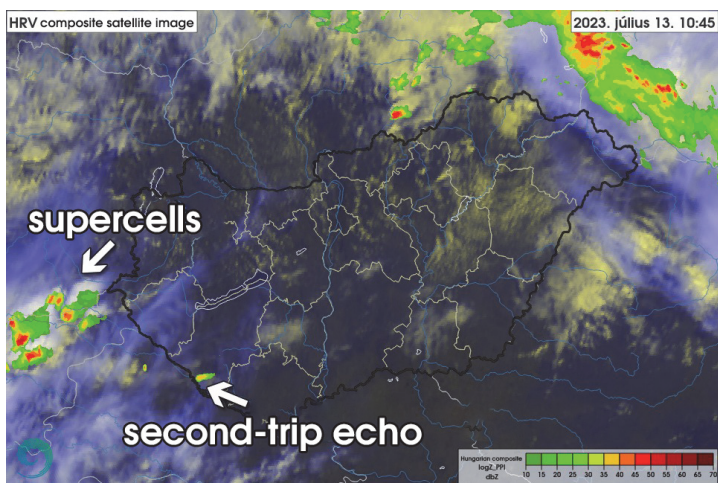 HRV composite satellite image
2023. július 13. 10:45
supercells
second-trip echo
Hungarian composite
logZ_PPI
dbZ
10 15 20 25 30 35 40 45 50 55 60 65 70